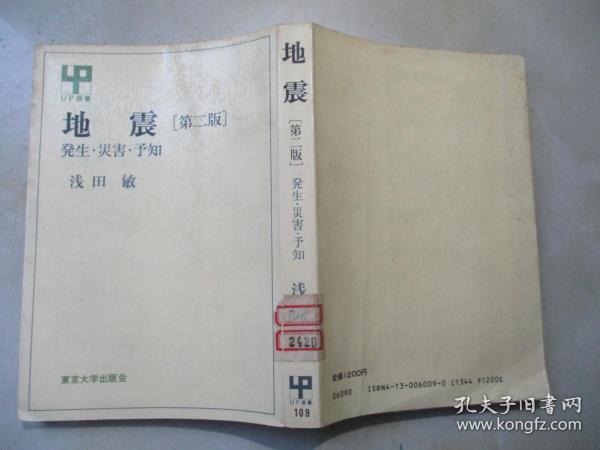 UP選書
地震 [第二版]
発生・災害・予知
浅田 敏
東京大学出版会
地震 [第二版] 発生・災害・予知 浅
2420
UP選書
109
定価1200円
06090 ISBN4-13-006009-0 C1344 ¥1200E
孔夫子旧书网
www.kongfz.com